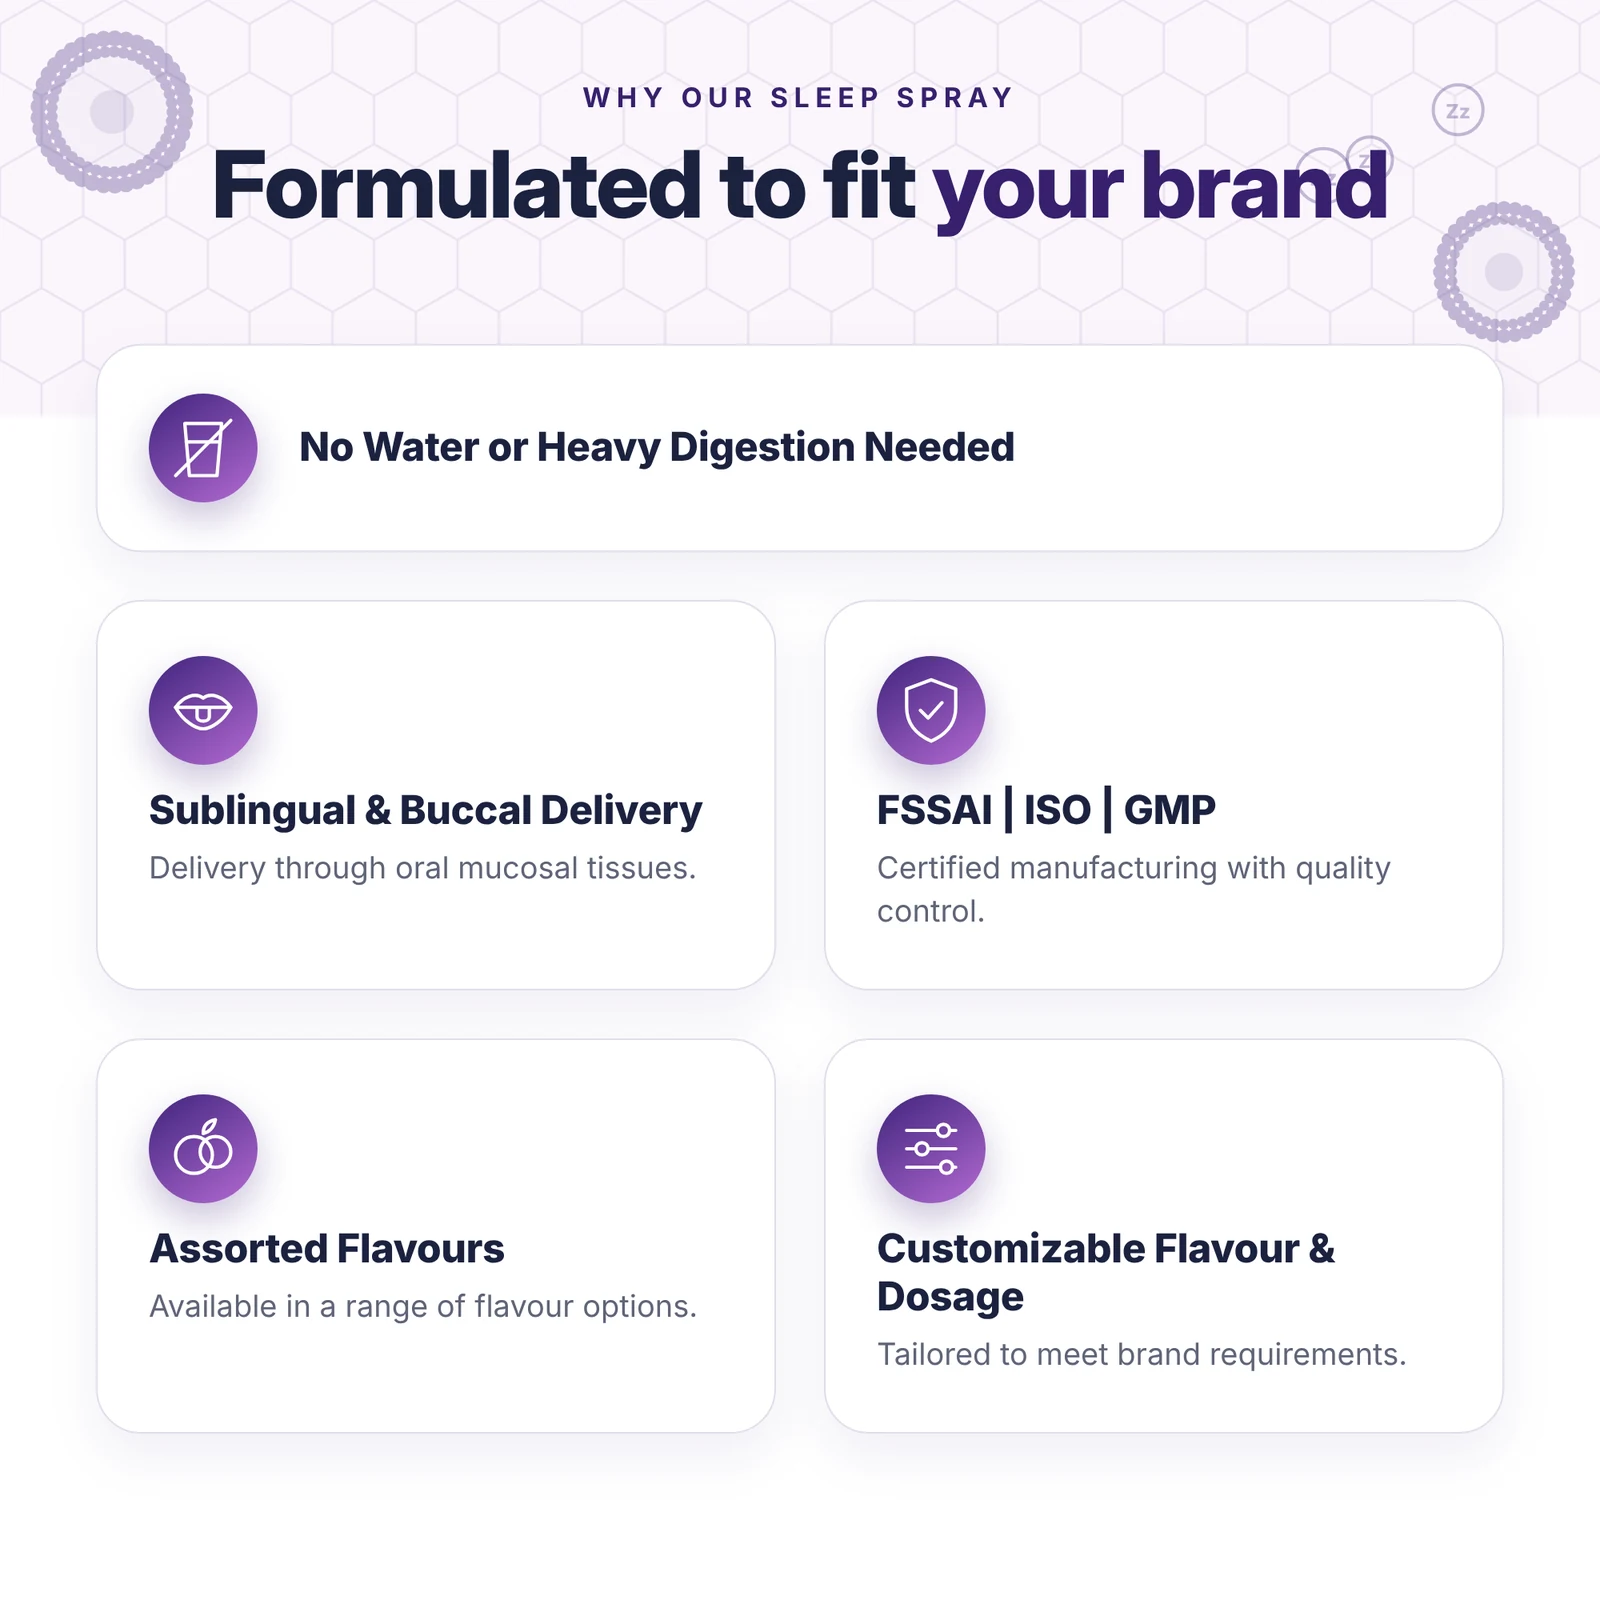 WHY OUR SLEEP SPRAY
Zz
Formulated to fit your brand
No Water or Heavy Digestion Needed
Sublingual & Buccal Delivery
Delivery through oral mucosal tissues.
FSSAI | ISO | GMP
Certified manufacturing with quality
control.
Assorted Flavours
Available in a range of flavour options.
Customizable Flavour &
Dosage
Tailored to meet brand requirements.